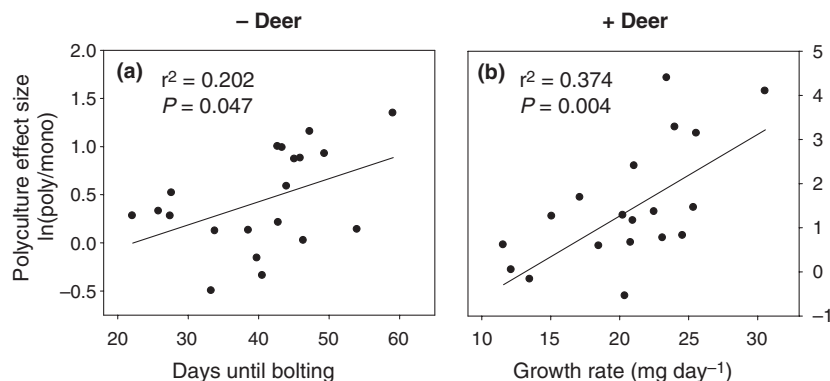 – Deer
+ Deer
(a)
r² = 0.202
P = 0.047
(b)
r² = 0.374
P = 0.004
Polyculture effect size
ln(poly/mono)
2.0
1.5
1.0
0.5
0.0
–0.5
5
4
3
2
1
0
–1
20 30 40 50 60
10 15 20 25 30
Days until bolting
Growth rate (mg day⁻¹)